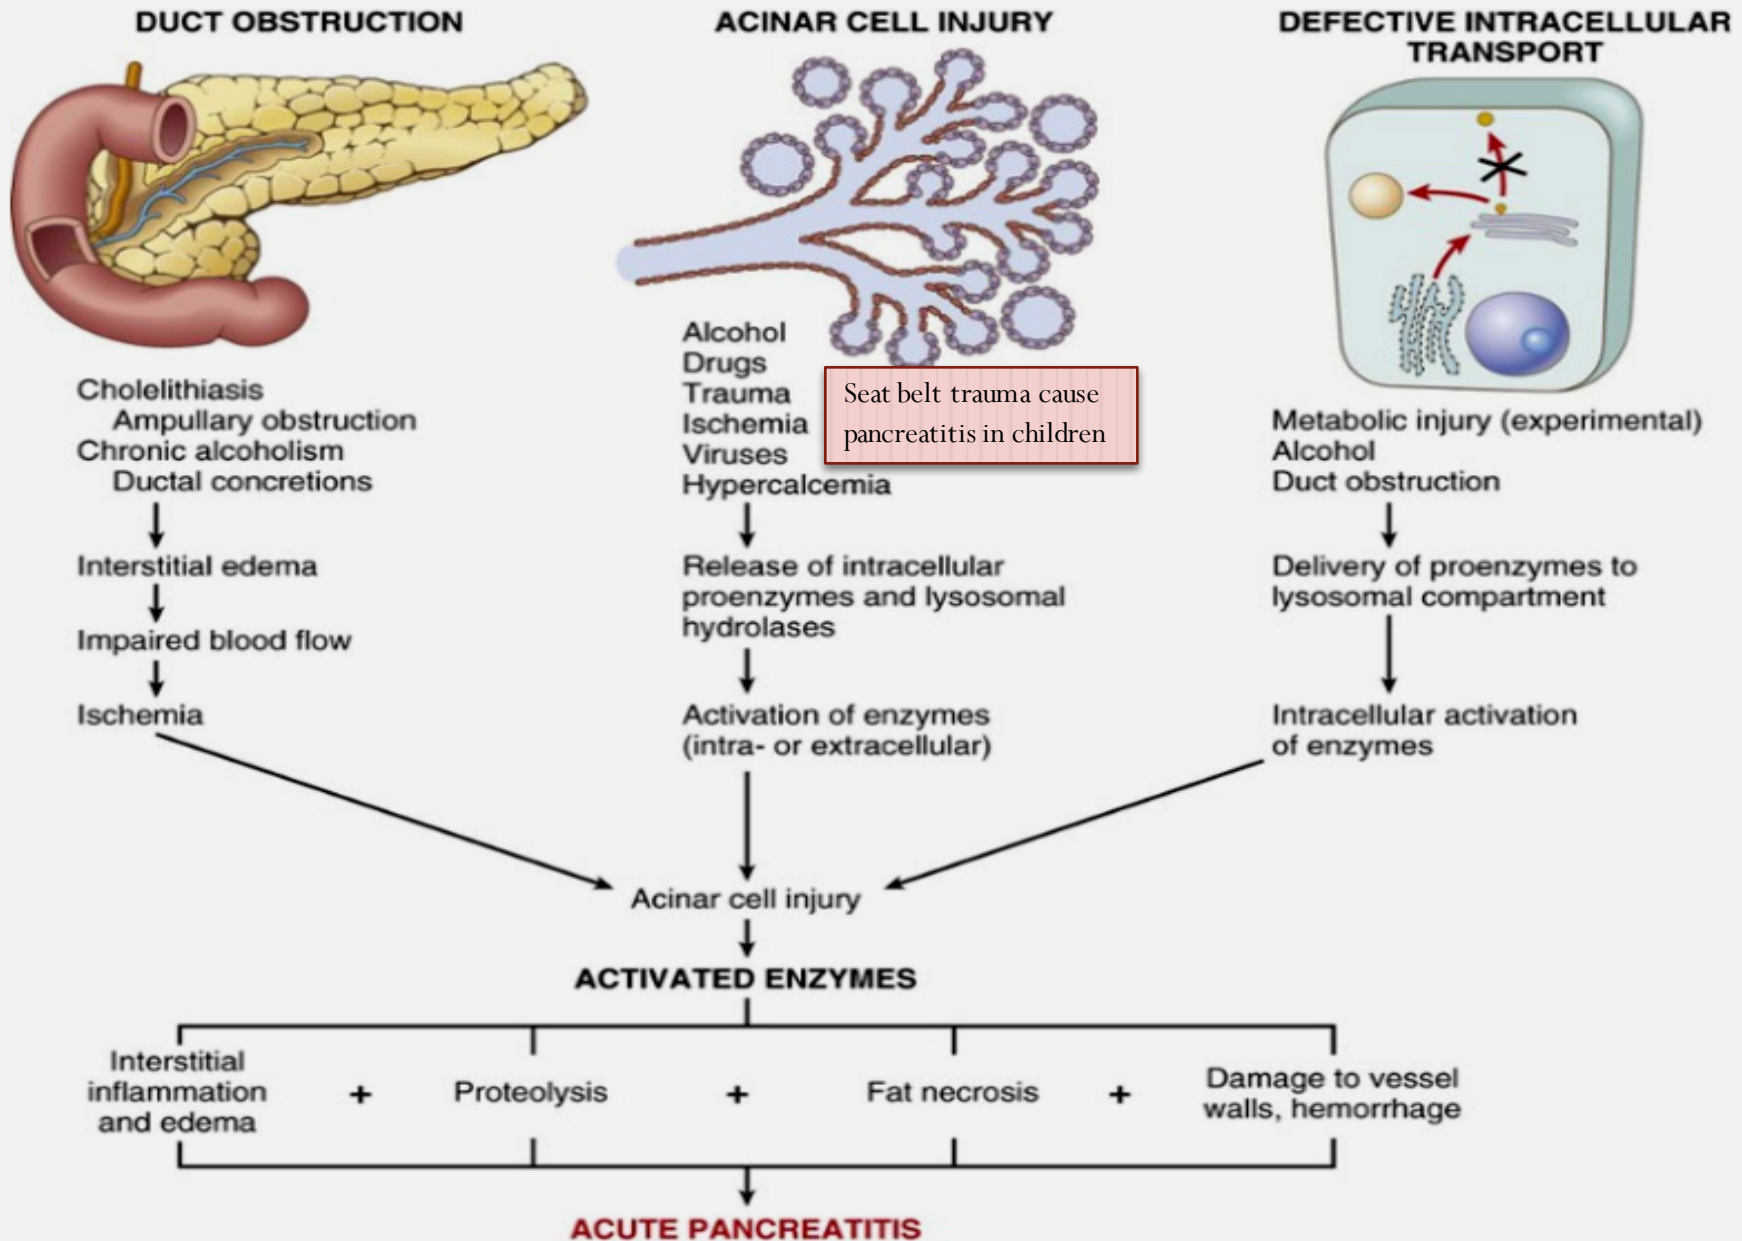 DUCT OBSTRUCTION
Cholelithiasis
Ampullary obstruction
Chronic alcoholism
Ductal concretions
Interstitial edema
Impaired blood flow
Ischemia
ACINAR CELL INJURY
Alcohol
Drugs
Trauma
Ischemia
Viruses
Hypercalcemia
Seat belt trauma cause
pancreatitis in children
Release of intracellular
proenzymes and lysosomal
hydrolases
Activation of enzymes
(intra- or extracellular)
DEFECTIVE INTRACELLULAR
TRANSPORT
Metabolic injury (experimental)
Alcohol
Duct obstruction
Delivery of proenzymes to
lysosomal compartment
Intracellular activation
of enzymes
Acinar cell injury
ACTIVATED ENZYMES
Interstitial
inflammation
and edema
+
Proteolysis
+
Fat necrosis
+
Damage to vessel
walls, hemorrhage
ACUTE PANCREATITIS